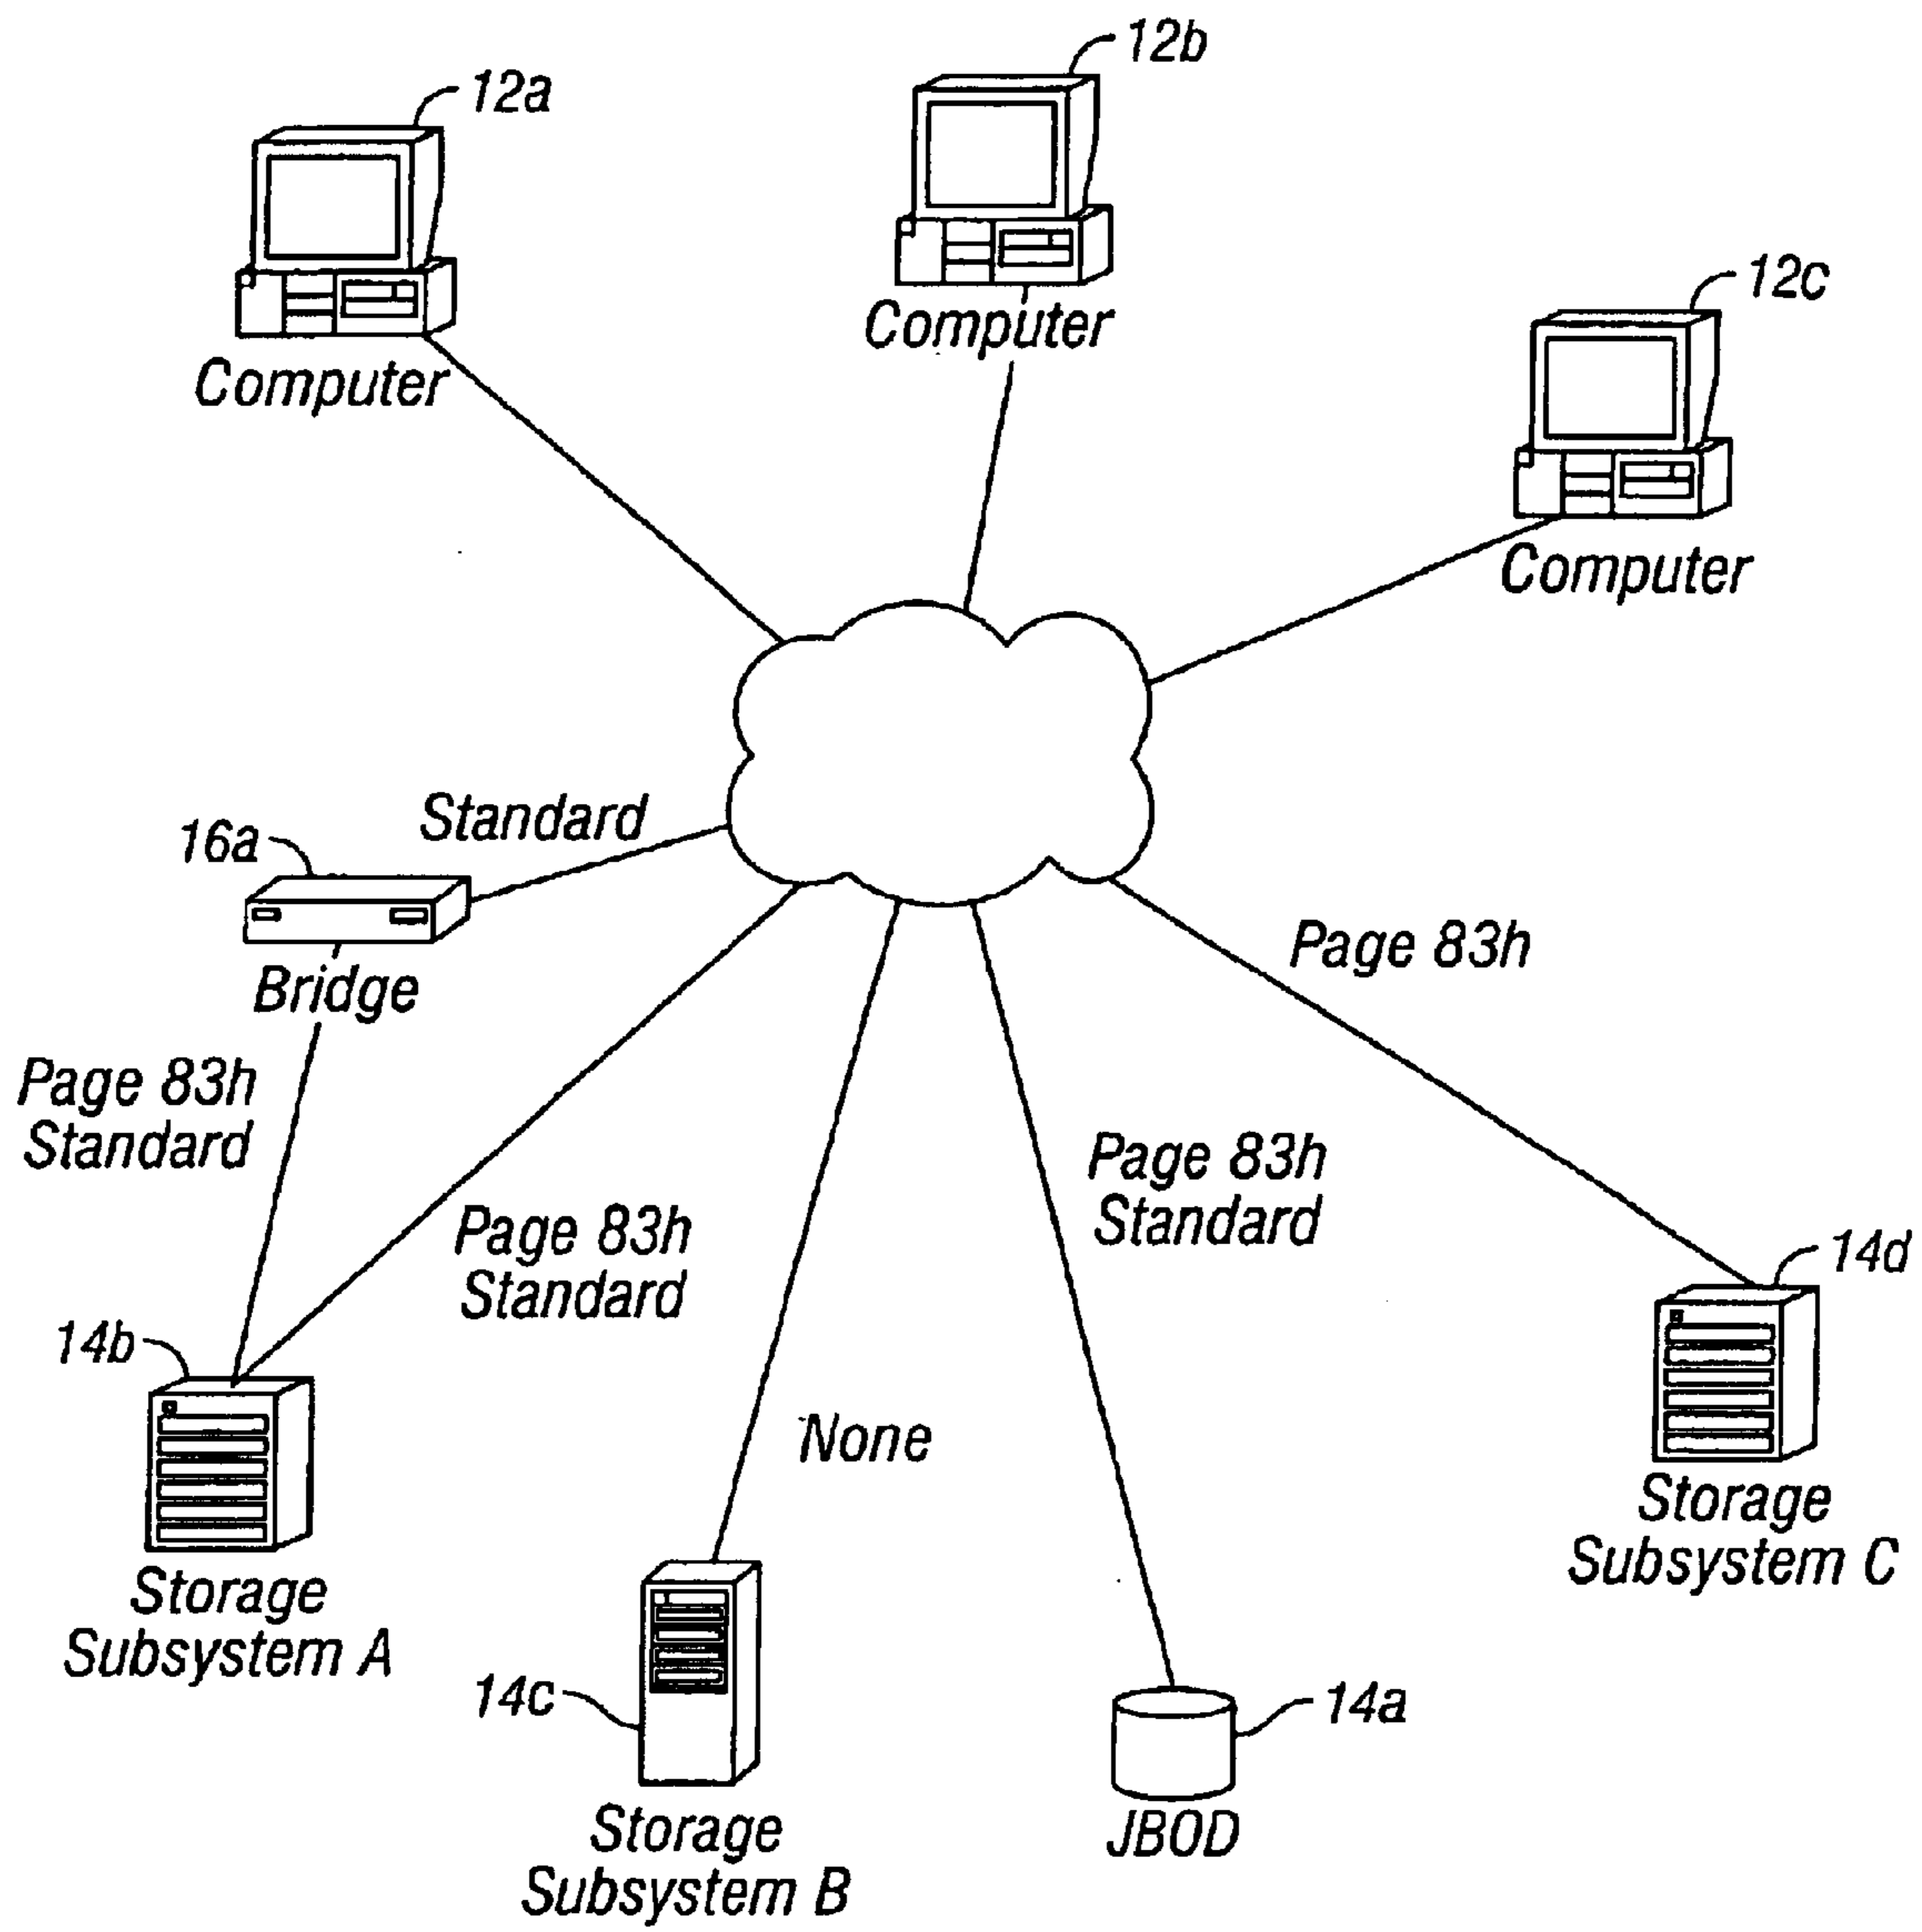 12b
12a
Computer
12c
Computer
Computer
Standard
16a
Bridge
Page 83h
Page 83h
Standard
Page 83h
Standard
Page 83h
Standard
14d
14b
None
Storage
Subsystem C
Storage
Subsystem A
14c
14a
Storage
Subsystem B
JBOD